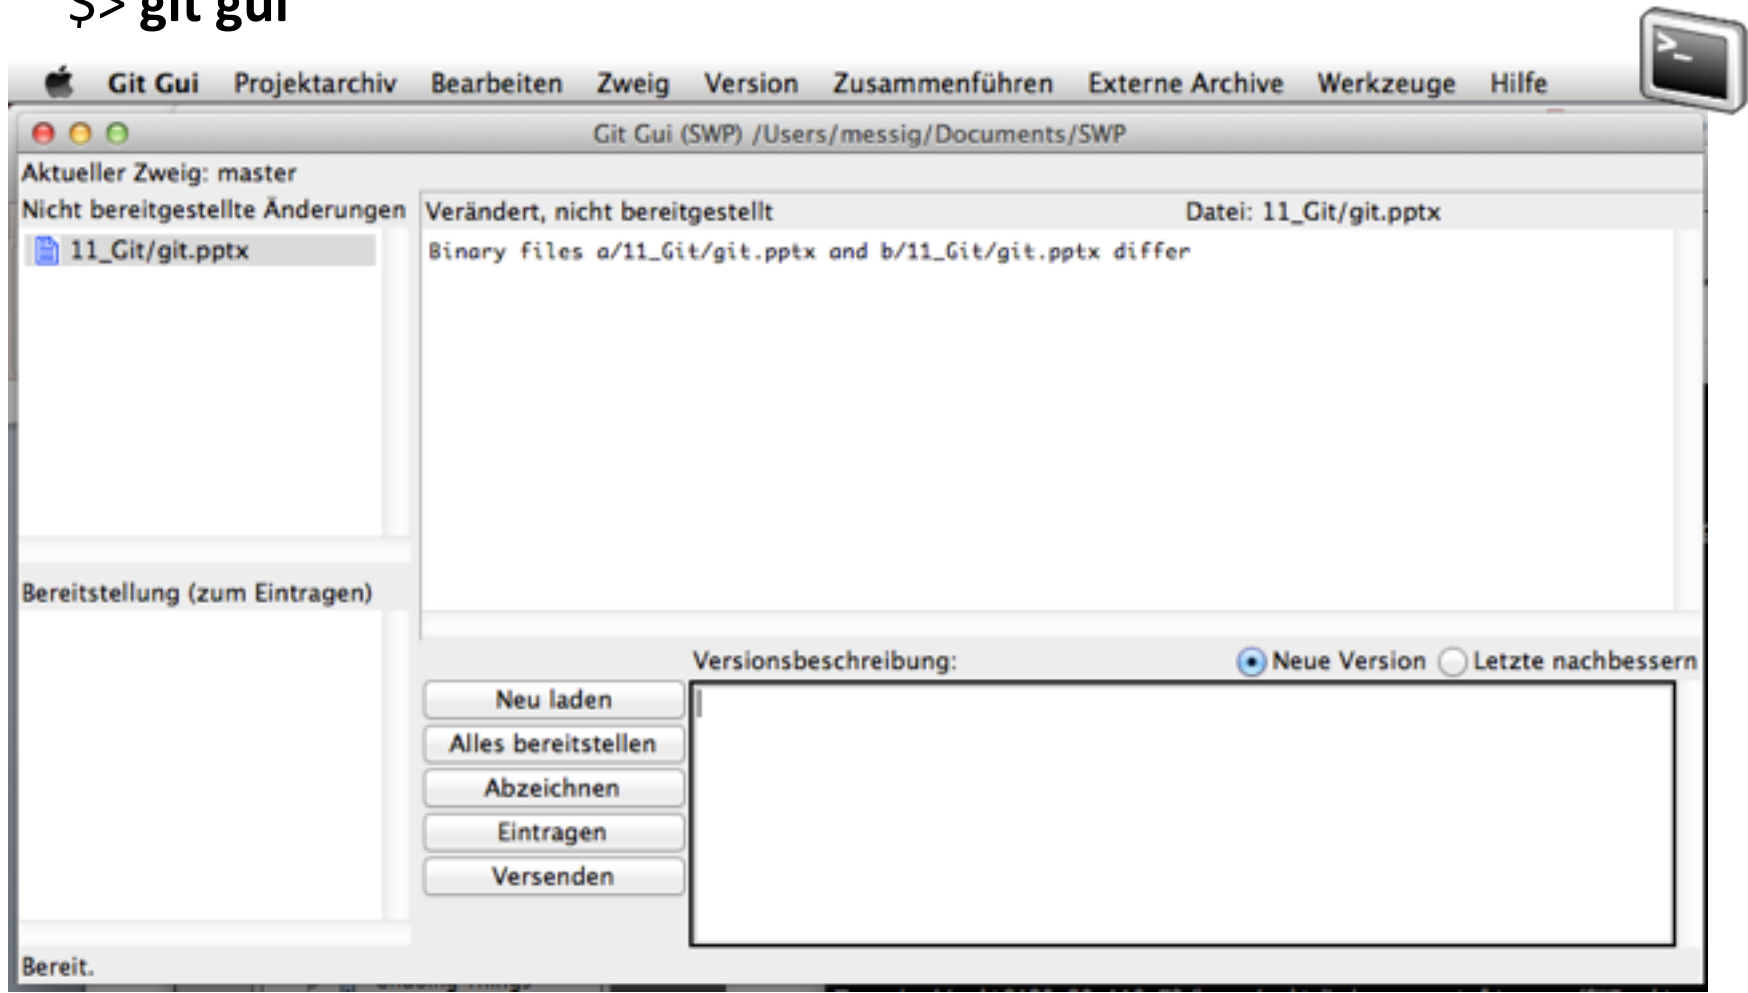 $> git gui
>_
Git Gui Projektarchiv Bearbeiten Zweig Version Zusammenführen Externe Archive Werkzeuge Hilfe
Git Gui (SWP) /Users/messig/Documents/SWP
Aktueller Zweig: master
Nicht bereitgestellte Änderungen
11_Git/git.pptx
Verändert, nicht bereitgestellt Datei: 11_Git/git.pptx
Binary files a/11_Git/git.pptx and b/11_Git/git.pptx differ
Bereitstellung (zum Eintragen)
Versionsbeschreibung: Neue Version Letzte nachbessern
Neu laden
Alles bereitstellen
Abzeichnen
Eintragen
Versenden
Bereit.